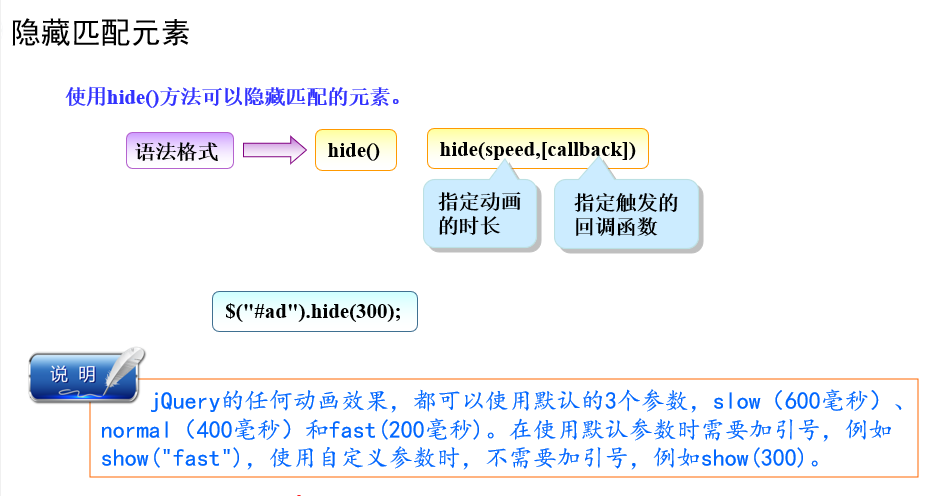 隐藏匹配元素
使用hide()方法可以隐藏匹配的元素。
语法格式
hide()
hide(speed,[callback])
指定动画
的时长
指定触发的
回调函数
$("#ad").hide(300);
说 明
jQuery的任何动画效果，都可以使用默认的3个参数，slow（600毫秒）、
normal（400毫秒）和fast(200毫秒)。在使用默认参数时需要加引号，例如
show("fast")，使用自定义参数时，不需要加引号，例如show(300)。